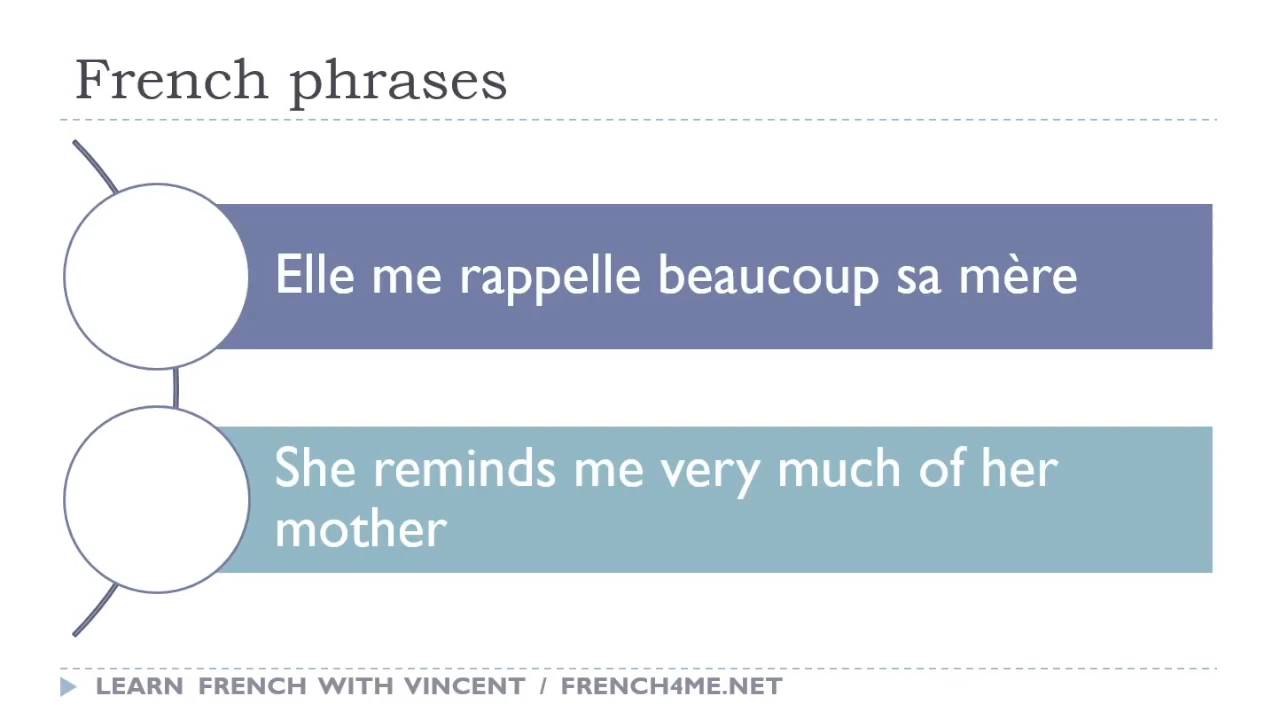 French phrases
Elle me rappelle beaucoup sa mère
She reminds me very much of her
mother
LEARN FRENCH WITH VINCENT / FRENCH4ME.NET